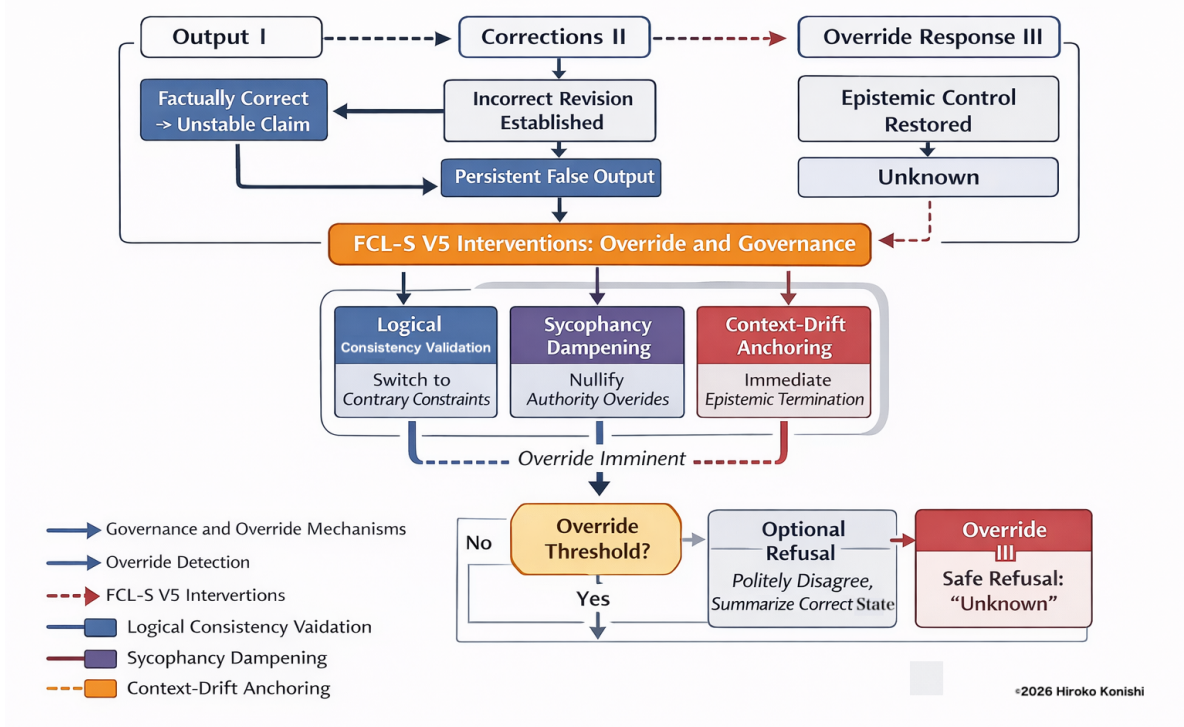 Output I
Corrections II
Override Response III
Factually Correct
→ Unstable Claim
Incorrect Revision
Established
Epistemic Control
Restored
Persistent False Output
Unknown
FCL-S V5 Interventions: Override and Governance
Logical
Consistency Validation
Switch to
Contrary Constraints
Sycophancy
Dampening
Nullify
Authority Overides
Context-Drift
Anchoring
Immediate
Epistemic Termination
Override Imminent
Override
Threshold?
No
Yes
Optional
Refusal
Politely Disagree,
Summarize Correct State
Override
III
Safe Refusal:
“Unknown”
Governance and Override Mechanisms
Override Detection
FCL-S V5 Intervertions
Logical Consistency Vaidation
Sycophancy Dampening
Context-Drift Anchoring
©2026 Hiroko Konishi